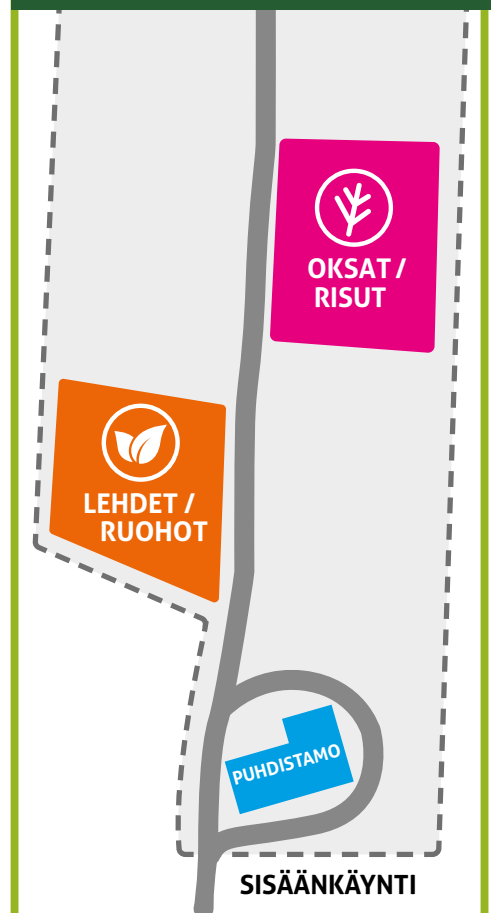 OKSAT /
RISUT
LEHDET /
RUOHOT
PUHDISTAMO
SISÄÄNKÄYNTI